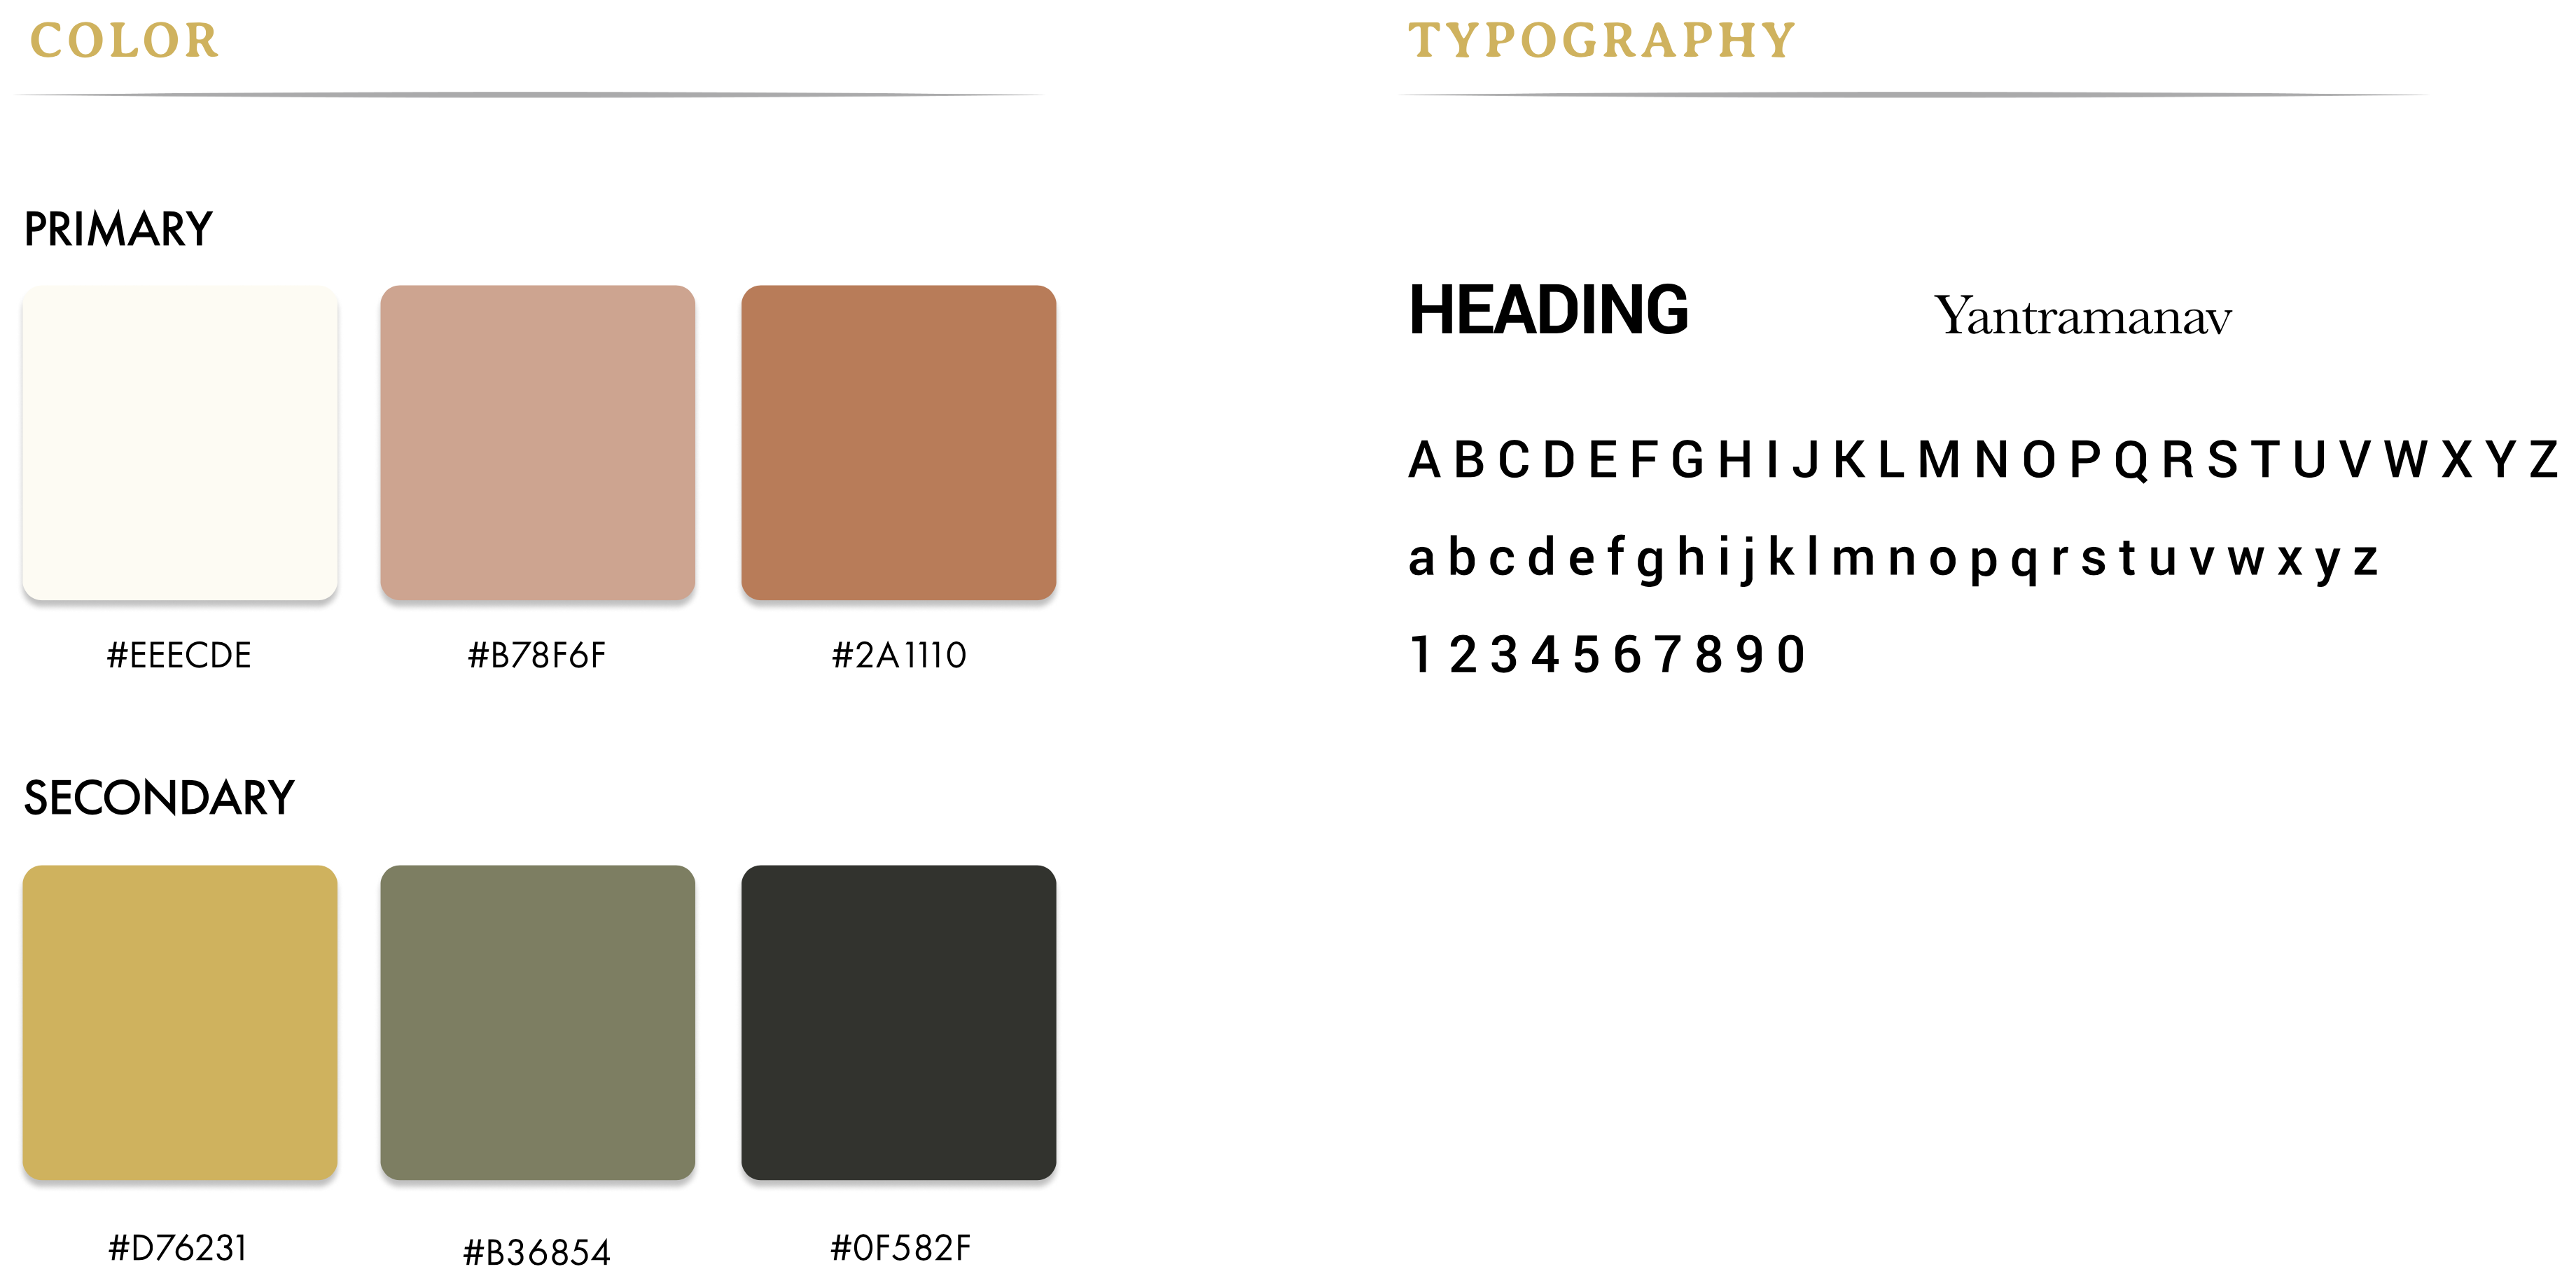 COLOR
PRIMARY
#EEECDE
#B78F6F
#2A1110
SECONDARY
#D76231
#B36854
#0F582F
TYPOGRAPHY
HEADING
Yantramanav
A B C D E F G H I J K L M N O P Q R S T U V W X Y Z
a b c d e f g h i j k l m n o p q r s t u v w x y z
1 2 3 4 5 6 7 8 9 0